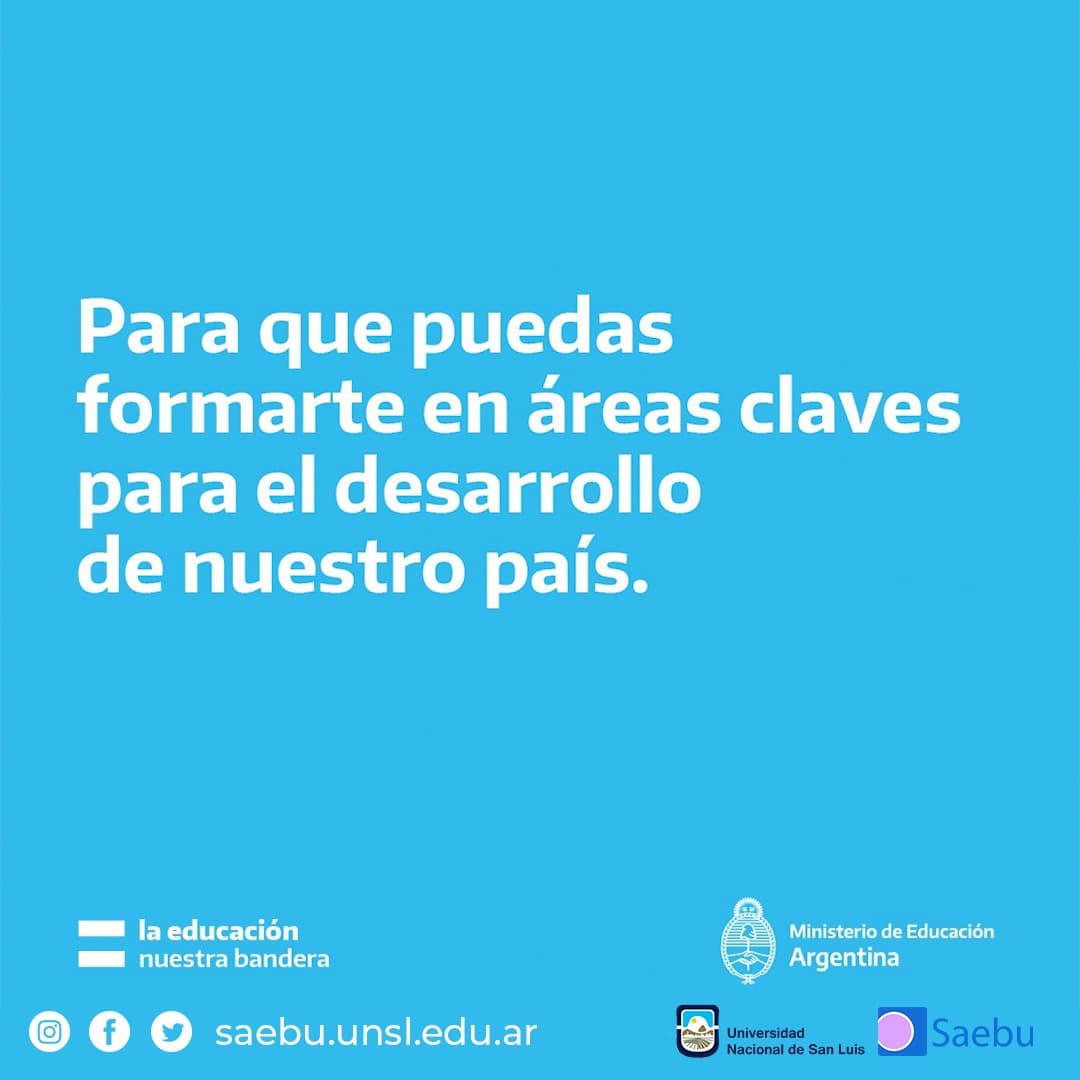 Para que puedas
formarte en áreas claves
para el desarrollo
de nuestro país.
la educación
nuestra bandera
Ministerio de Educación
Argentina
saebu.unsl.edu.ar
Universidad
Nacional de San Luis
Saebu